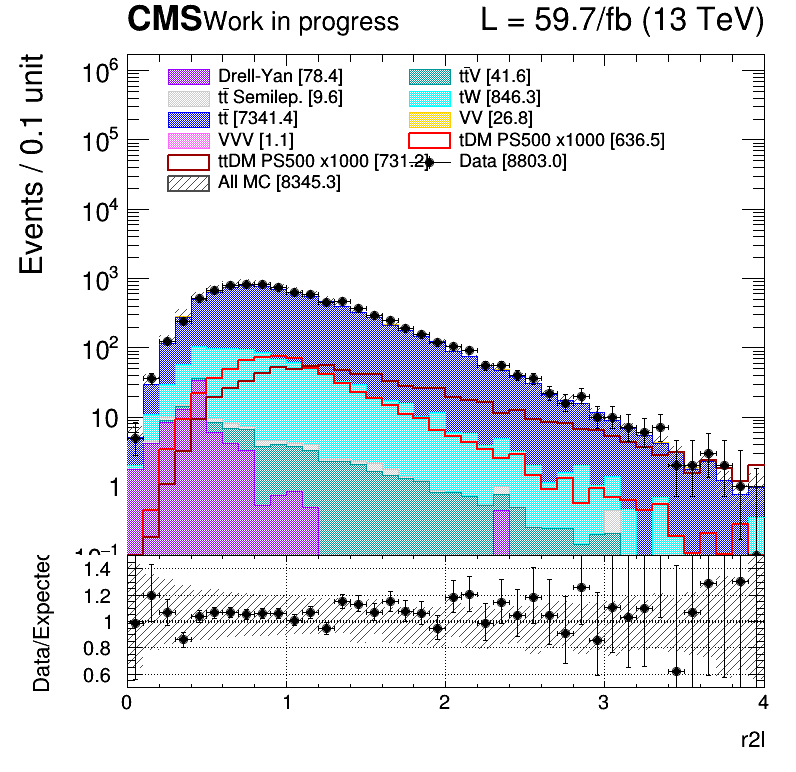 CMS Work in progress L = 59.7/fb (13 TeV)
Events / 0.1 unit
10⁶
10⁵
10⁴
10³
10²
10
1
10⁻¹
Drell-Yan [78.4]
tt̄V [41.6]
tt̄ Semilep. [9.6]
tW [846.3]
tt̄ [7341.4]
VV [26.8]
VVV [1.1]
tDM PS500 x1000 [636.5]
ttDM PS500 x1000 [731.2]
Data [8803.0]
All MC [8345.3]
Data/Expected
1.4
1.2
1
0.8
0.6
0 1 2 3 4
r2l